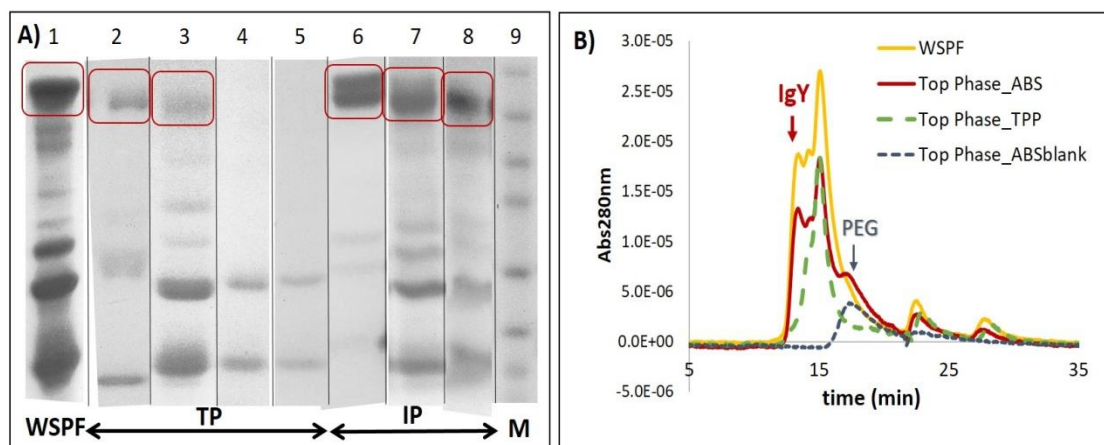 A) 1 2 3 4 5 6 7 8 9
WSPF TP IP M
B)
3.0E-05
2.5E-05
2.0E-05
1.5E-05
1.0E-05
5.0E-06
0.0E+00
-5.0E-06
Abs280nm
5 15 25 35
time (min)
IgY
PEG
WSPF
Top Phase_ABS
Top Phase_TPP
Top Phase_ABSblank